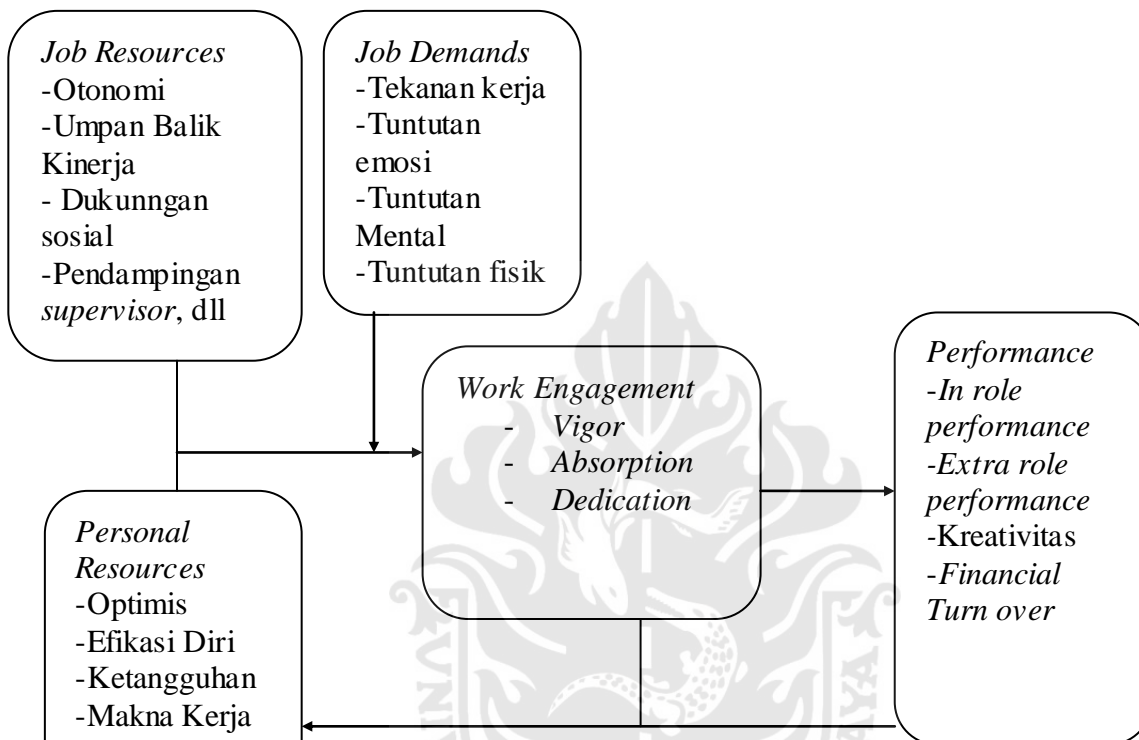 Job Resources
-Otonomi
-Umpan Balik
Kinerja
- Dukunngan
sosial
-Pendampingan
supervisor, dll
Job Demands
-Tekanan kerja
-Tuntutan
emosi
-Tuntutan
Mental
-Tuntutan fisik
Work Engagement
- Vigor
- Absorption
- Dedication
Performance
-In role
performance
-Extra role
performance
-Kreativitas
-Financial
Turn over
Personal
Resources
-Optimis
-Efikasi Diri
-Ketangguhan
-Makna Kerja